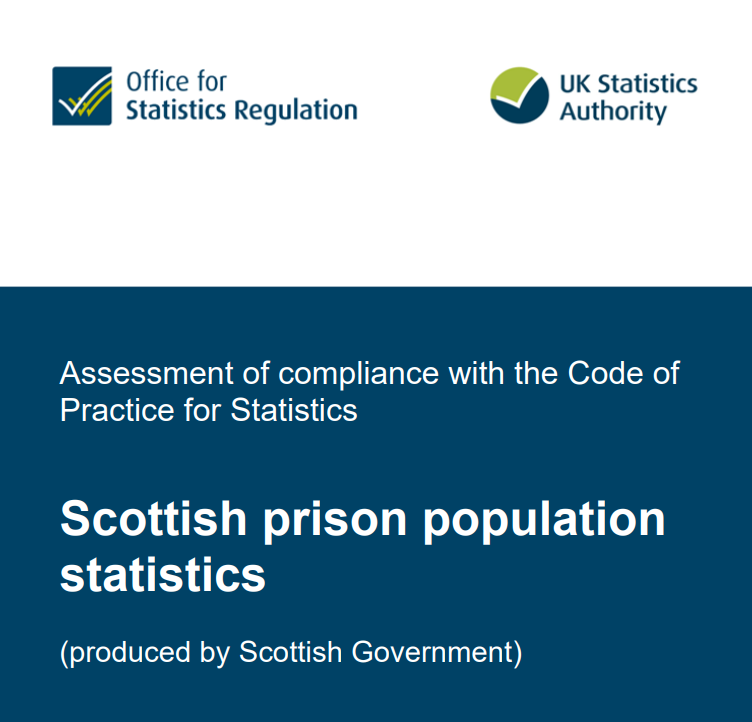 Office for
Statistics Regulation
UK Statistics
Authority
Assessment of compliance with the Code of
Practice for Statistics
Scottish prison population
statistics
(produced by Scottish Government)